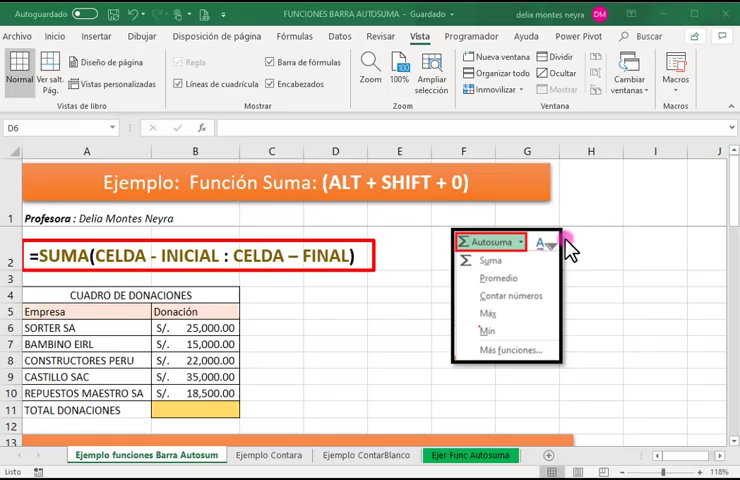 Autoguardado
FUNCIONES BARRA AUTOSUMA - Guardado
delia montes neyra
DM
Archivo Inicio Insertar Dibujar Disposición de página Fórmulas Datos Revisar Vista Programador Ayuda Power Pivot Buscar
Normal
Ver salt. Pág.
Diseño de página
Vistas personalizadas
Vistas de libro
Regla
Barra de fórmulas
Líneas de cuadrícula
Encabezados
Mostrar
Zoom
100%
Ampliar selección
Zoom
Nueva ventana
Organizar todo
Inmovilizar
Dividir
Ocultar
Mostrar
Cambiar ventanas
Ventana
Macros
Macros
D6
fx
A B C D E F G H I J
Ejemplo: Función Suma: (ALT + SHIFT + 0)
1 Profesora : Delia Montes Neyra
2 =SUMA(CELDA - INICIAL : CELDA – FINAL)
Autosuma
Suma
Promedio
Contar números
Máx
Mín
Más funciones...
3
4 CUADRO DE DONACIONES
5 Empresa Donación
6 SORTER SA S/. 25,000.00
7 BAMBINO EIRL S/. 15,000.00
8 CONSTRUCTORES PERU S/. 22,000.00
9 CASTILLO SAC S/. 35,000.00
10 REPUESTOS MAESTRO SA S/. 18,500.00
11 TOTAL DONACIONES
12
13
Ejemplo funciones Barra Autosum Ejemplo Contara Ejemplo ContarBlanco Ejer Func Autosuma
Listo
118%